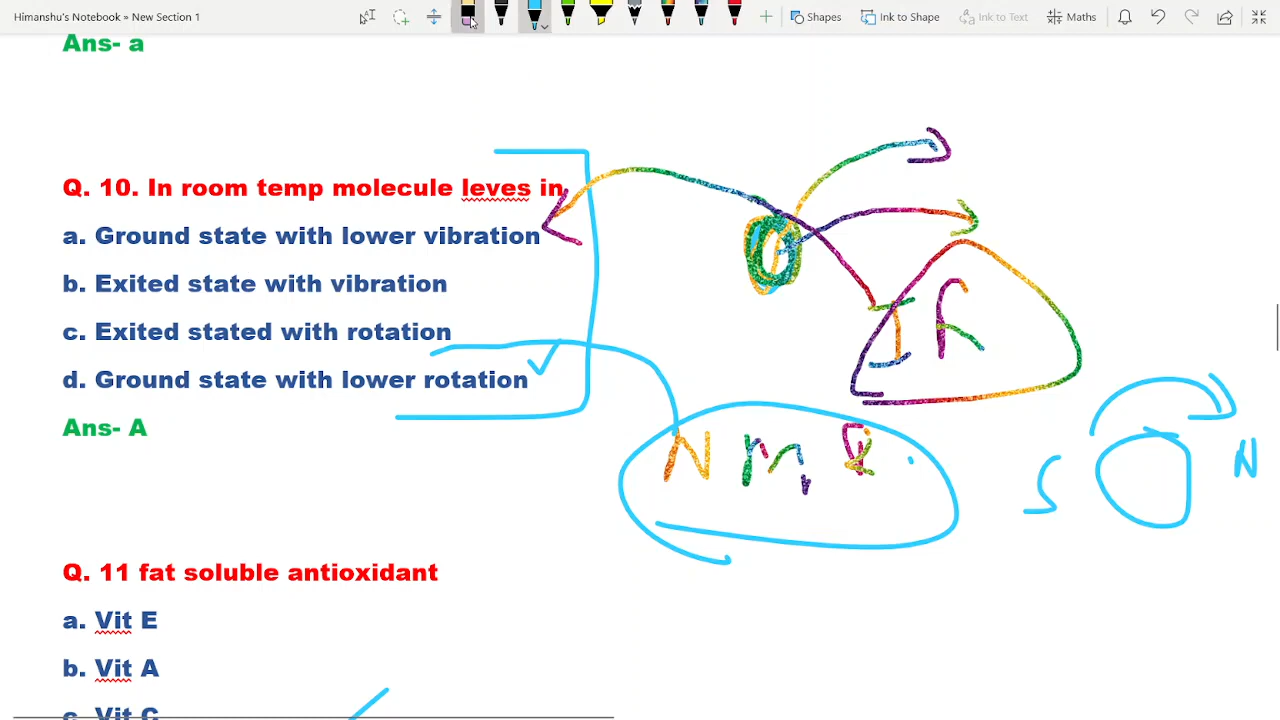 Himanshu's Notebook » New Section 1
Shapes
Ink to Shape
Ink to Text
Maths
Ans- a
Q. 10. In room temp molecule leves in
a. Ground state with lower vibration
b. Exited state with vibration
c. Exited stated with rotation
d. Ground state with lower rotation
Ans- A
IR
NMR
S
N
Q. 11 fat soluble antioxidant
a. Vit E
b. Vit A
c. Vit C